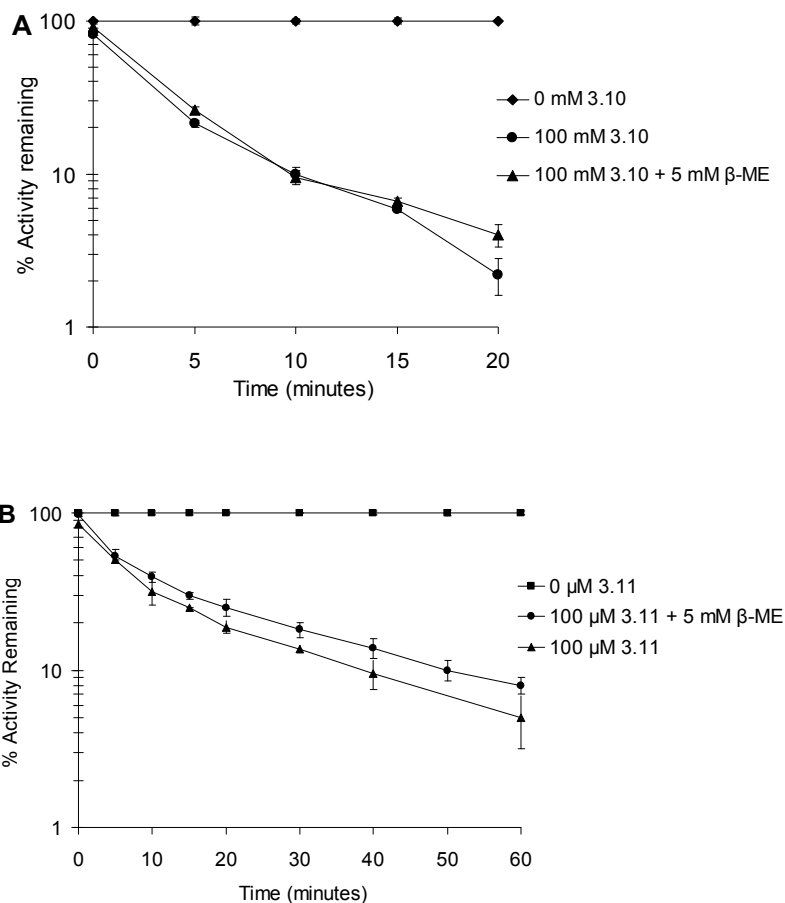 A
100
10
1
% Activity remaining
0 5 10 15 20
Time (minutes)
0 mM 3.10
100 mM 3.10
100 mM 3.10 + 5 mM β-ME
B
100
10
1
% Activity Remaining
0 10 20 30 40 50 60
Time (minutes)
0 µM 3.11
100 µM 3.11 + 5 mM β-ME
100 µM 3.11